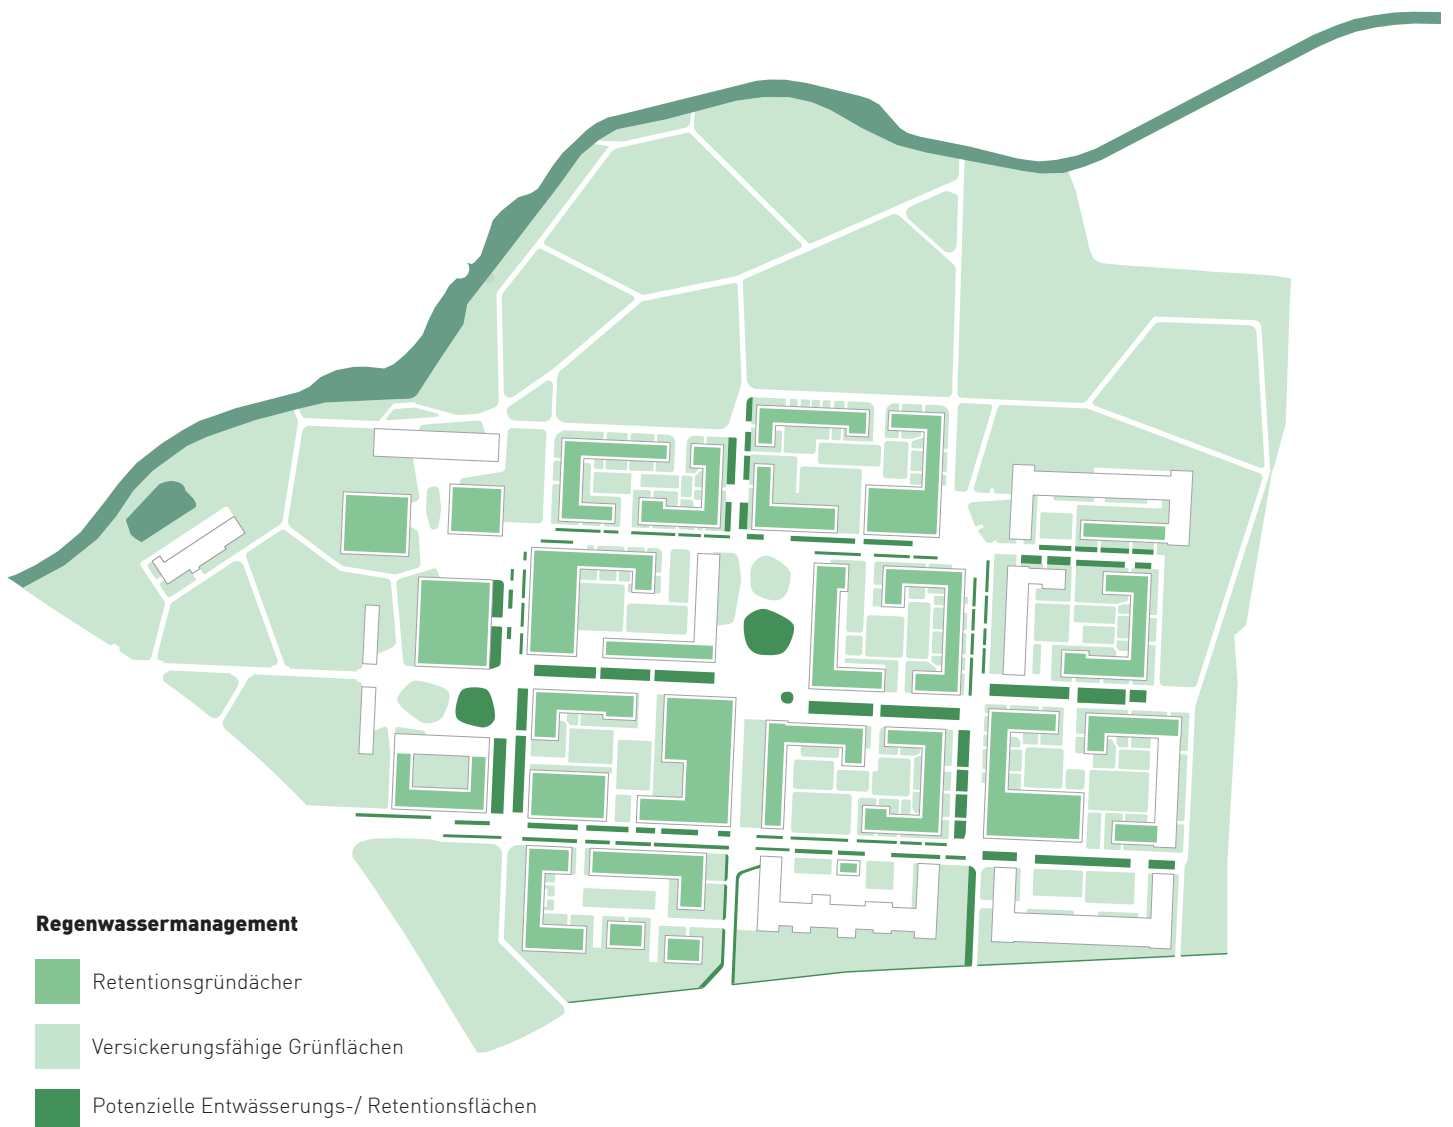 Regenwassermanagement
Retentionsgründächer
Versickerungsfähige Grünflächen
Potenzielle Entwässerungs-/ Retentionsflächen